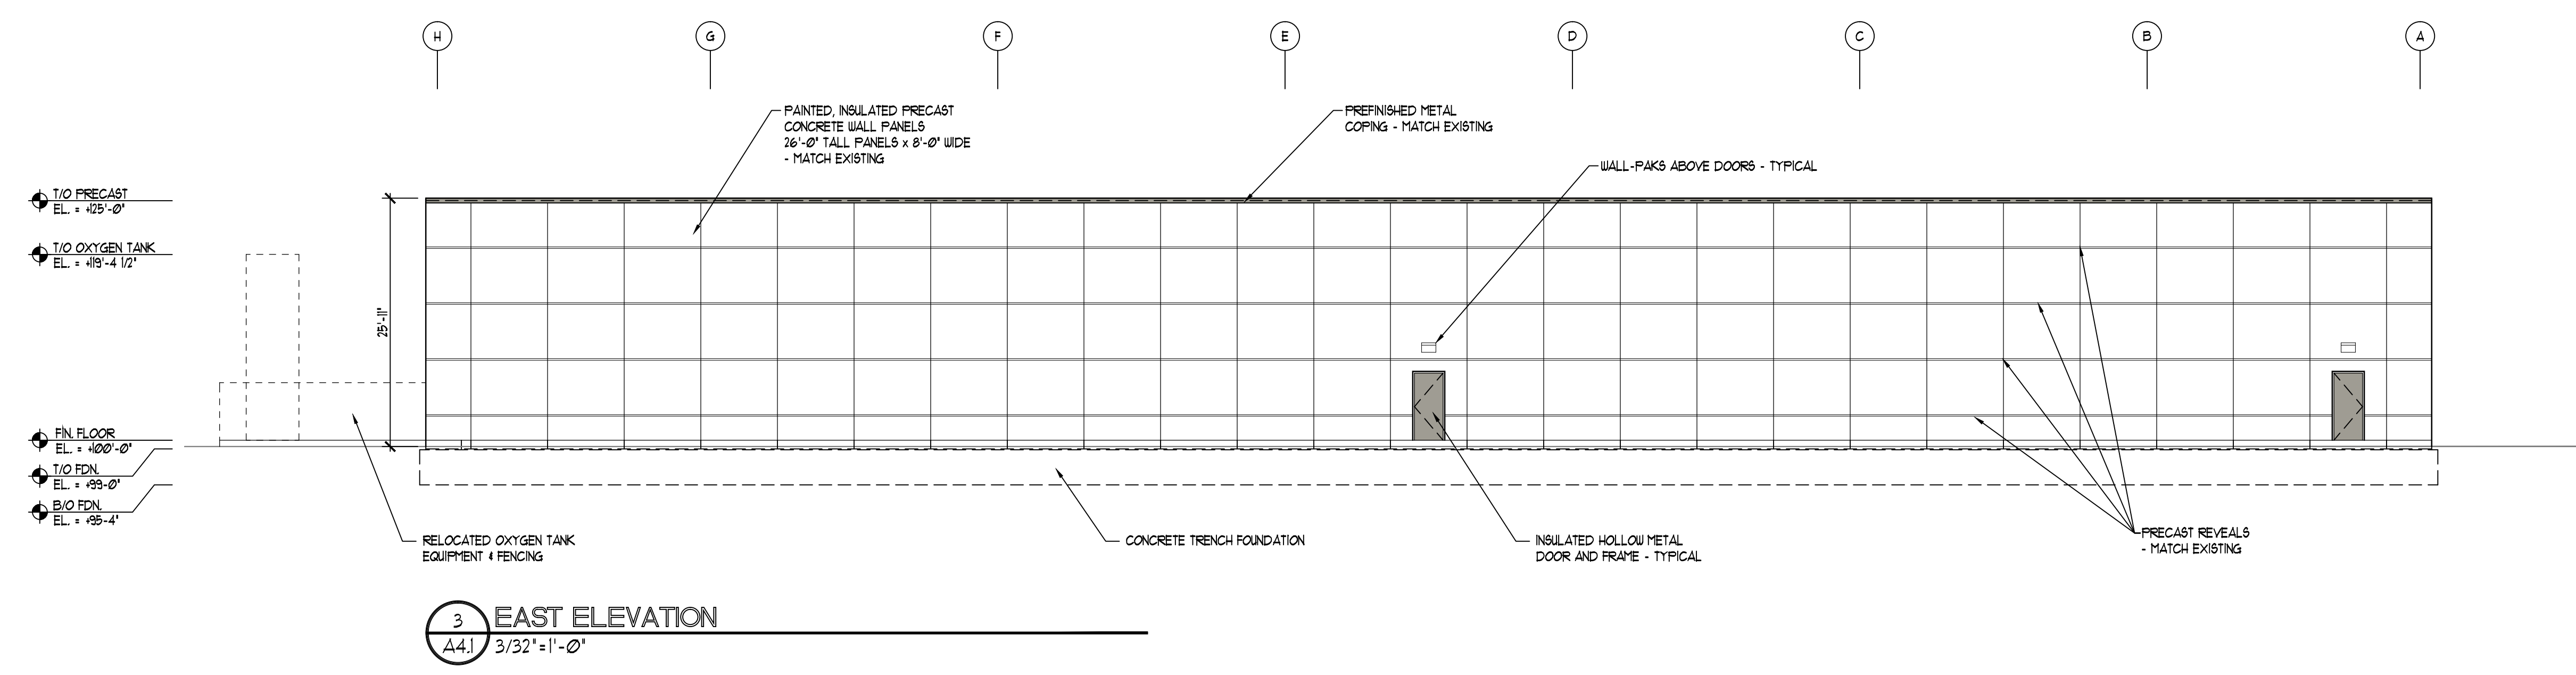 H G F E D C B A
PAINTED, INSULATED PRECAST
CONCRETE WALL PANELS
26'-0" TALL PANELS x 8'-0" WIDE
- MATCH EXISTING
PREFINISHED METAL
COPING - MATCH EXISTING
WALL-PAKS ABOVE DOORS - TYPICAL
T/O PRECAST
EL. = +125'-0"
T/O OXYGEN TANK
EL. = +119'-4 1/2"
25'-11"
FIN. FLOOR
EL. = +100'-0"
T/O FDN.
EL. = +99-0"
B/O FDN.
EL. = +95-4"
RELOCATED OXYGEN TANK
EQUIPMENT & FENCING
CONCRETE TRENCH FOUNDATION
INSULATED HOLLOW METAL
DOOR AND FRAME - TYPICAL
PRECAST REVEALS
- MATCH EXISTING
3 EAST ELEVATION
A4.1 3/32"=1'-0"